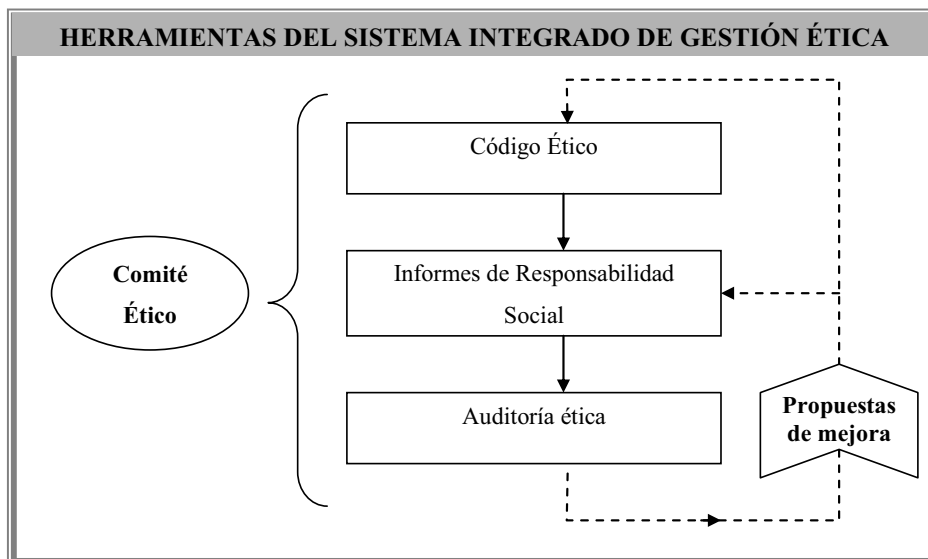 HERRAMIENTAS DEL SISTEMA INTEGRADO DE GESTIÓN ÉTICA
Código Ético
Comité
Ético
Informes de Responsabilidad
Social
Auditoría ética
Propuestas
de mejora